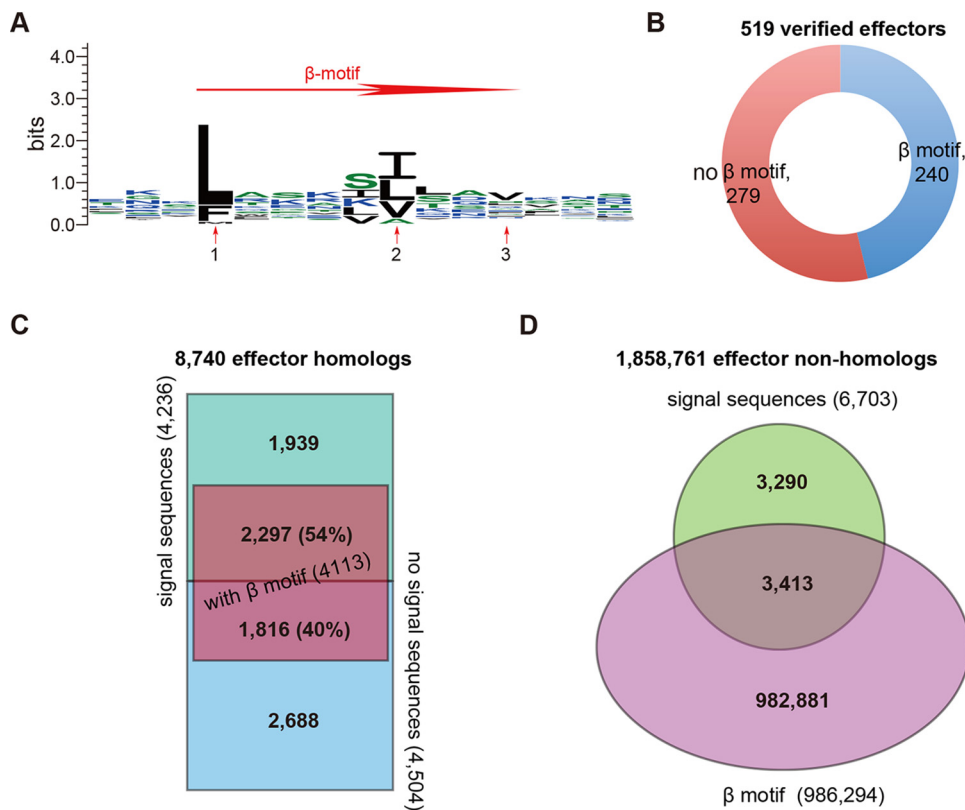 A
4.0
3.0
2.0
1.0
0.0
bits
β-motif
1
2
3
B
519 verified effectors
β motif,
240
no β motif,
279
C
8,740 effector homologs
signal sequences (4,236)
1,939
2,297 (54%)
with β motif (4113)
1,816 (40%)
2,688
no signal sequences (4,504)
D
1,858,761 effector non-homologs
signal sequences (6,703)
3,290
3,413
982,881
β motif (986,294)